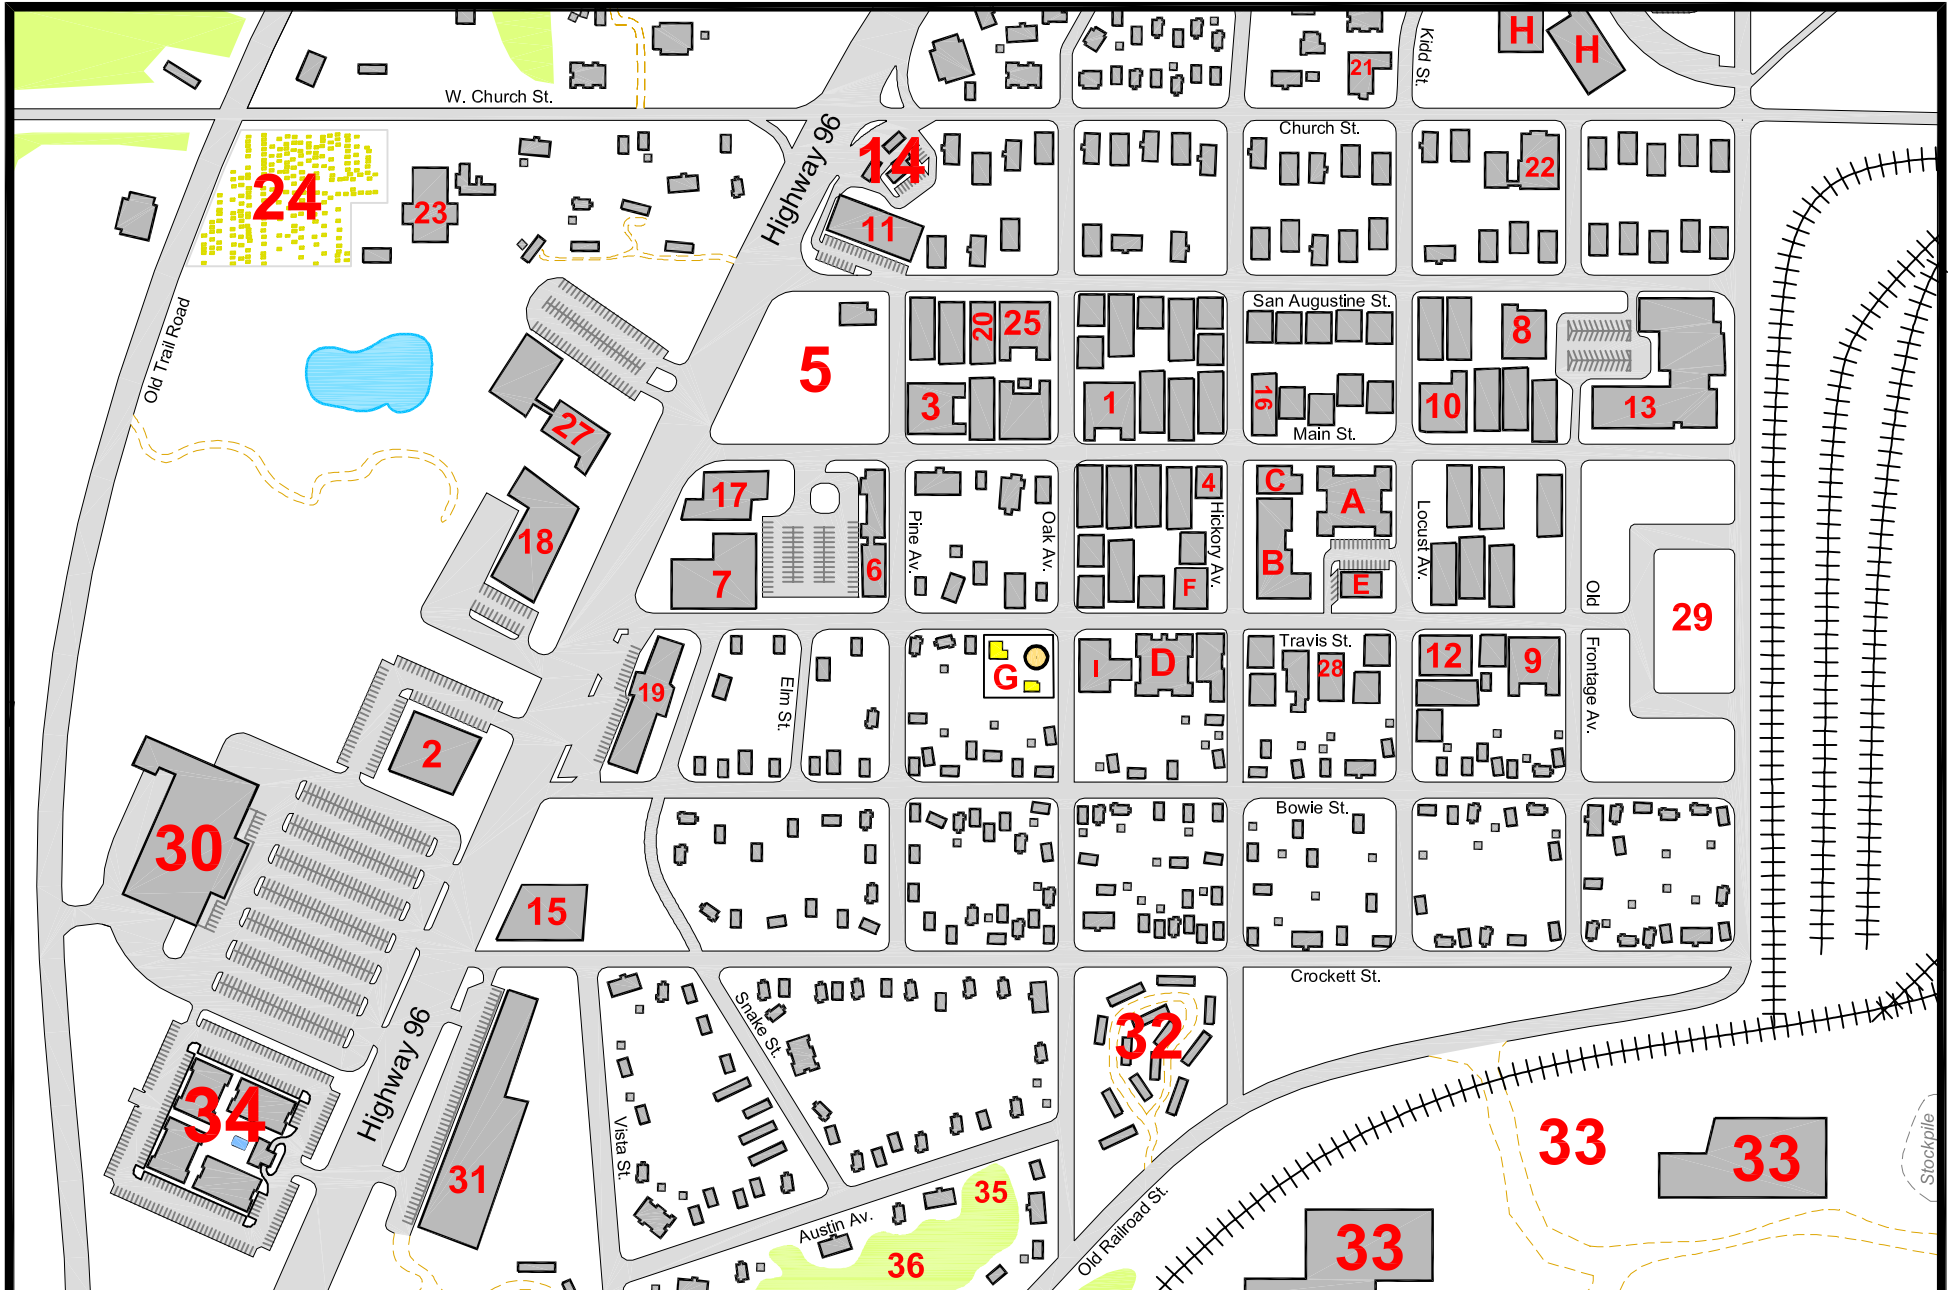 H
H
Kidd St.
21
W. Church St.
Church St.
Highway 96
14
22
24
23
11
Old Trail Road
San Augustine St.
20
25
8
5
3
1
16
10
13
Main St.
27
17
C
A
4
18
Pine Av.
Oak Av.
Hickory Av.
Locust Av.
7
6
F
B
E
Old
29
Travis St.
19
Elm St.
G
I
D
28
12
9
Frontage Av.
2
30
Bowie St.
15
Crockett St.
Highway 96
Snake St.
32
34
33
33
Stockpile
Vista St.
31
35
Austin Av.
Old Railroad St.
36
33